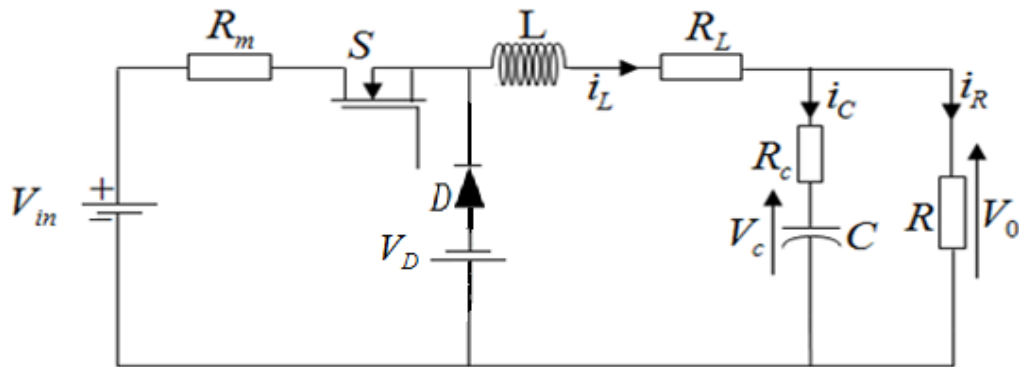 R_m
S
L
R_L
i_L
i_C
i_R
V_in
+
D
R_c
R
V_0
V_D
V_c
C